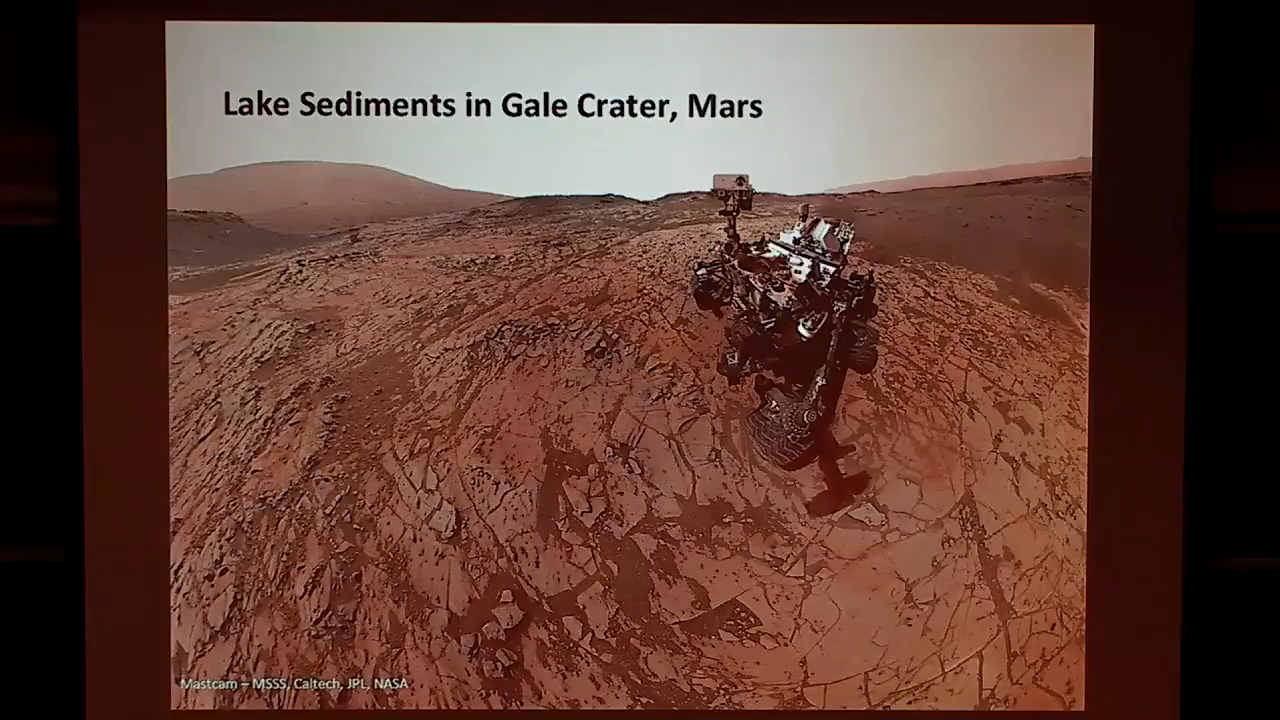 Lake Sediments in Gale Crater, Mars
Mastcam – MSSS, Caltech, JPL, NASA